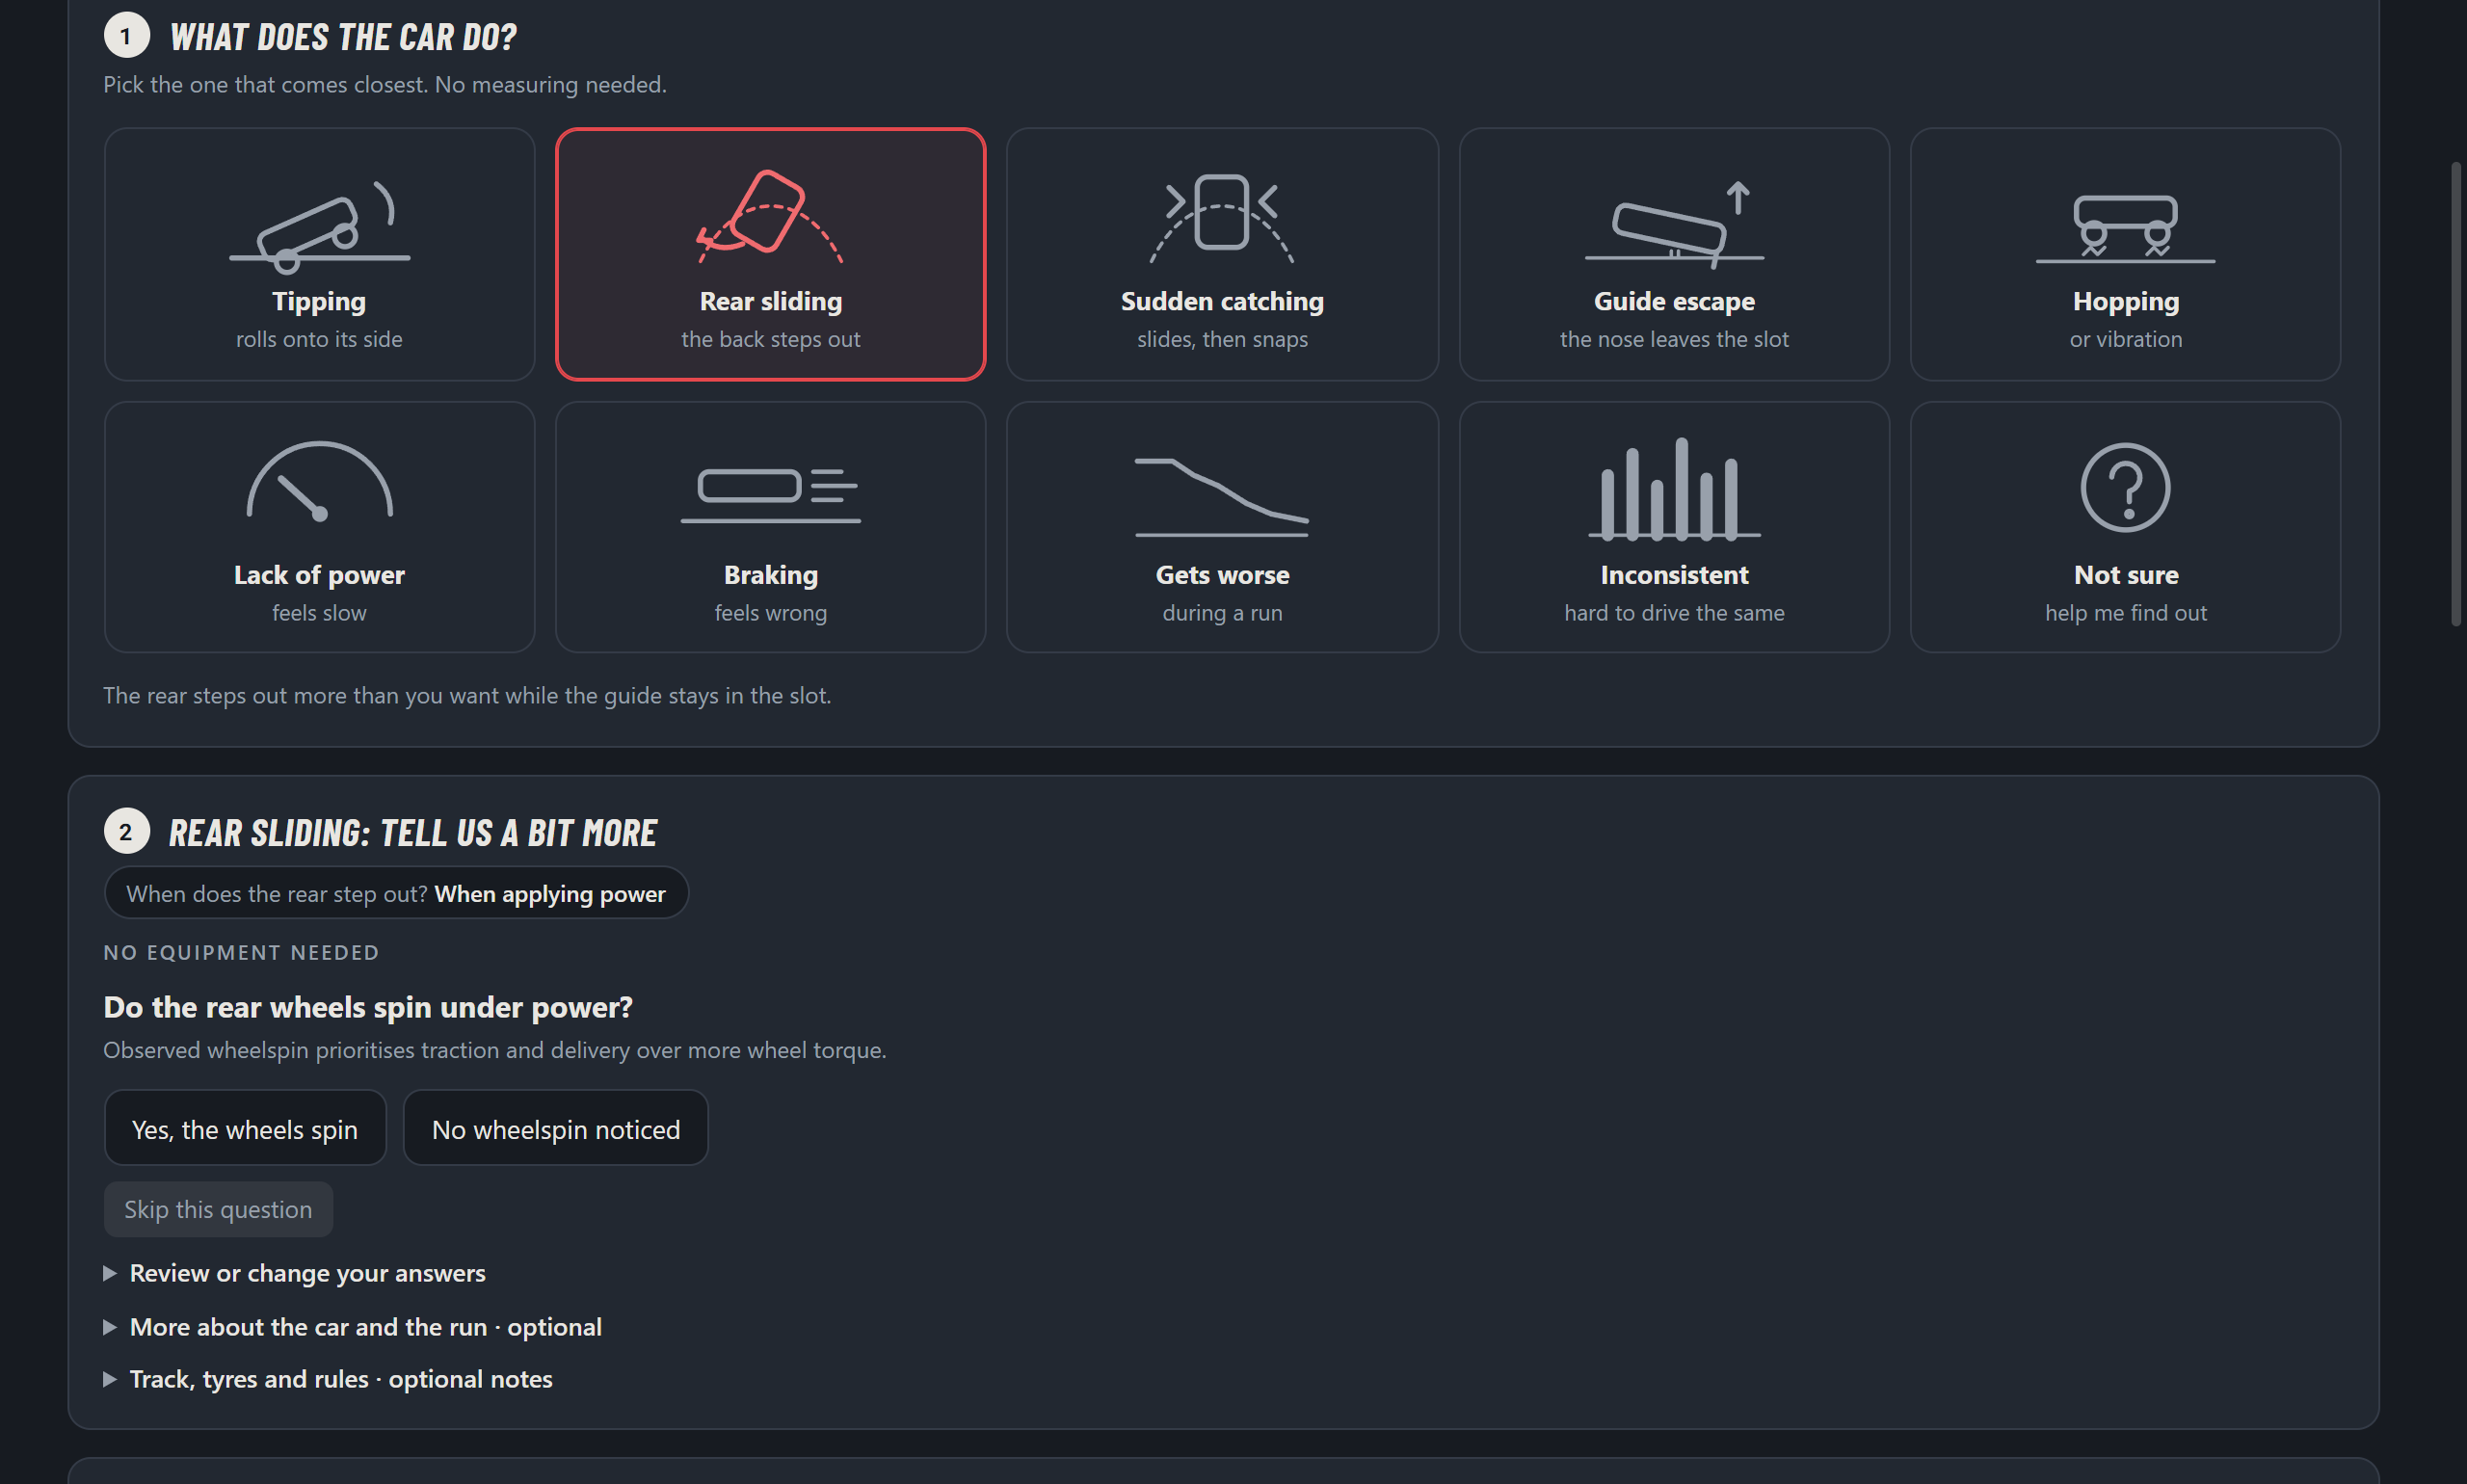 1 WHAT DOES THE CAR DO?
Pick the one that comes closest. No measuring needed.
Tipping
rolls onto its side
Rear sliding
the back steps out
Sudden catching
slides, then snaps
Guide escape
the nose leaves the slot
Hopping
or vibration
Lack of power
feels slow
Braking
feels wrong
Gets worse
during a run
Inconsistent
hard to drive the same
?
Not sure
help me find out
The rear steps out more than you want while the guide stays in the slot.
2 REAR SLIDING: TELL US A BIT MORE
When does the rear step out? When applying power
NO EQUIPMENT NEEDED
Do the rear wheels spin under power?
Observed wheelspin prioritises traction and delivery over more wheel torque.
Yes, the wheels spin
No wheelspin noticed
Skip this question
Review or change your answers
More about the car and the run · optional
Track, tyres and rules · optional notes